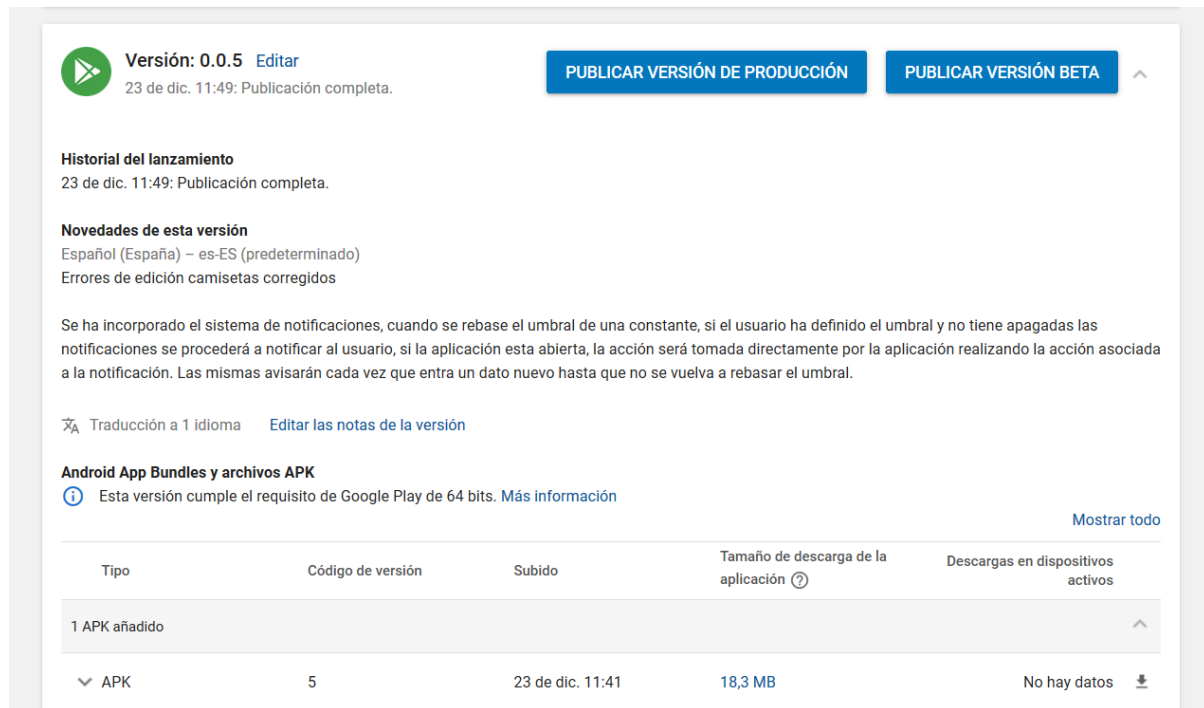 Versión: 0.0.5 Editar
23 de dic. 11:49: Publicación completa.
PUBLICAR VERSIÓN DE PRODUCCIÓN
PUBLICAR VERSIÓN BETA
Historial del lanzamiento
23 de dic. 11:49: Publicación completa.
Novedades de esta versión
Español (España) – es-ES (predeterminado)
Errores de edición camisetas corregidos
Se ha incorporado el sistema de notificaciones, cuando se rebase el umbral de una constante, si el usuario ha definido el umbral y no tiene apagadas las
notificaciones se procederá a notificar al usuario, si la aplicación esta abierta, la acción será tomada directamente por la aplicación realizando la acción asociada
a la notificación. Las mismas avisarán cada vez que entra un dato nuevo hasta que no se vuelva a rebasar el umbral.
Traducción a 1 idioma Editar las notas de la versión
Android App Bundles y archivos APK
Esta versión cumple el requisito de Google Play de 64 bits. Más información
Mostrar todo
Tipo Código de versión Subido Tamaño de descarga de la aplicación Descargas en dispositivos activos
1 APK añadido
APK 5 23 de dic. 11:41 18,3 MB No hay datos